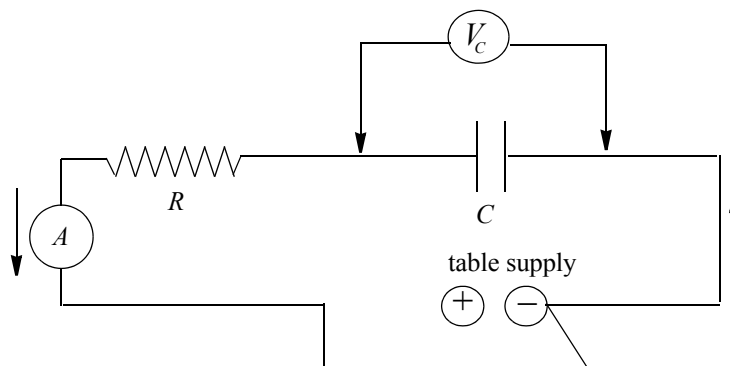 V_C
R
C
A
table supply
+ −